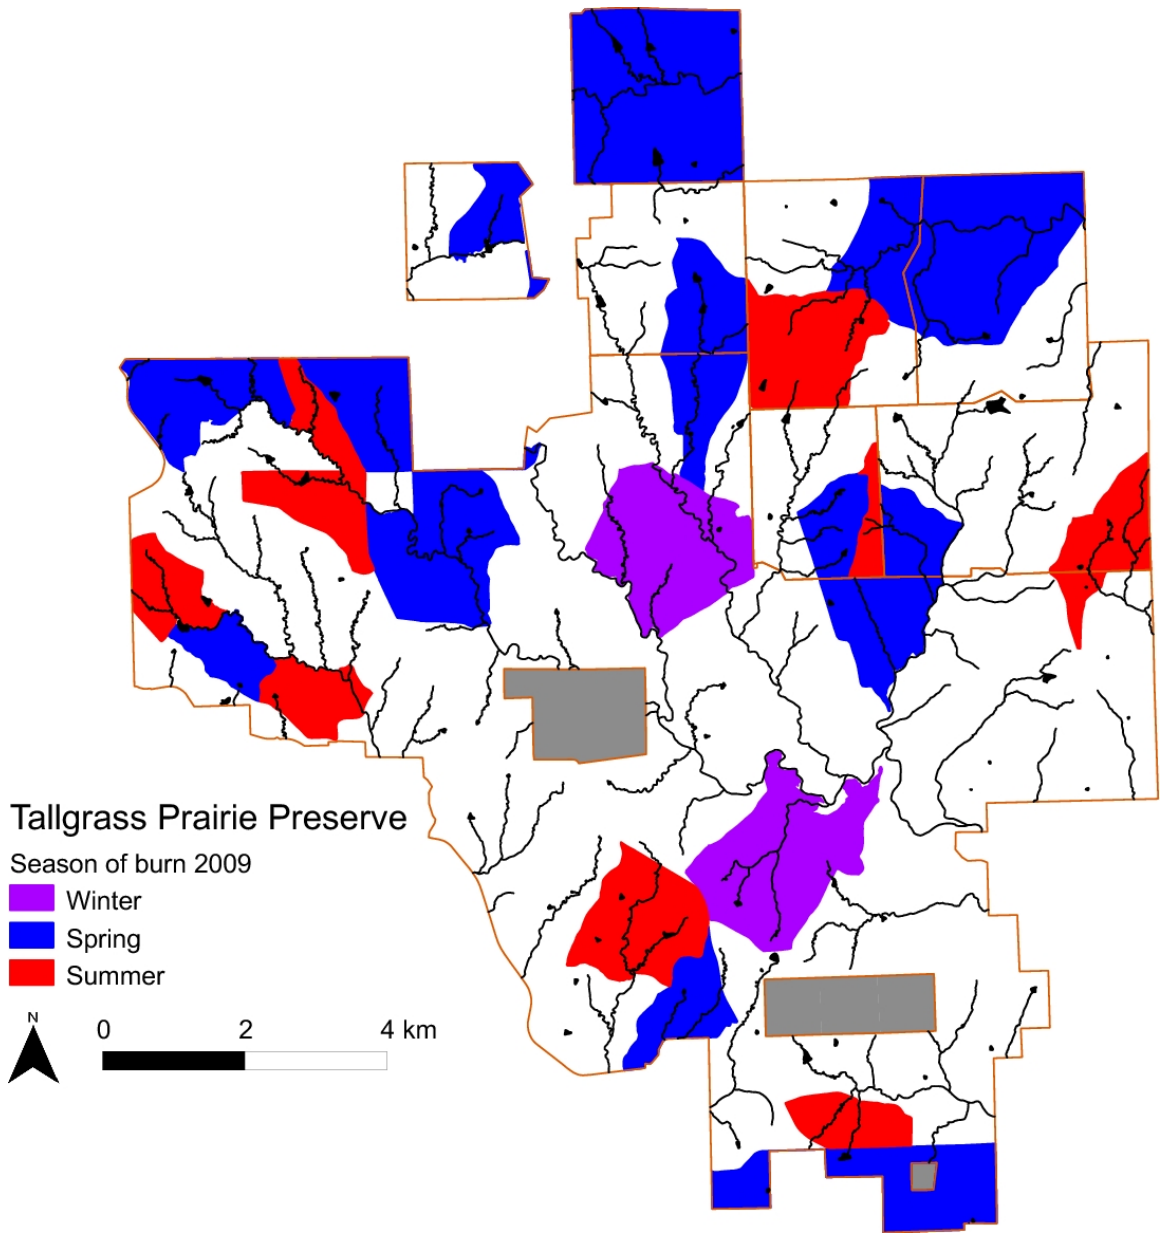 Tallgrass Prairie Preserve
Season of burn 2009
Winter
Spring
Summer
N
0 2 4 km